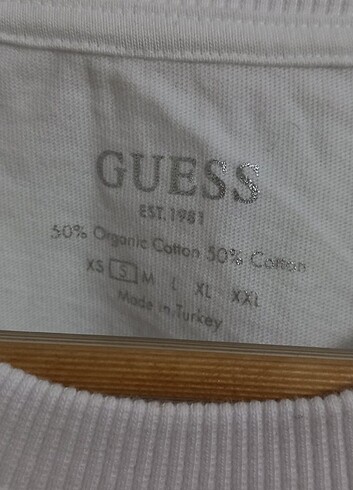 GUESS
EST.1981
50% Organic Cotton 50% Cotton
XS S M L XL XXL
Made in Turkey